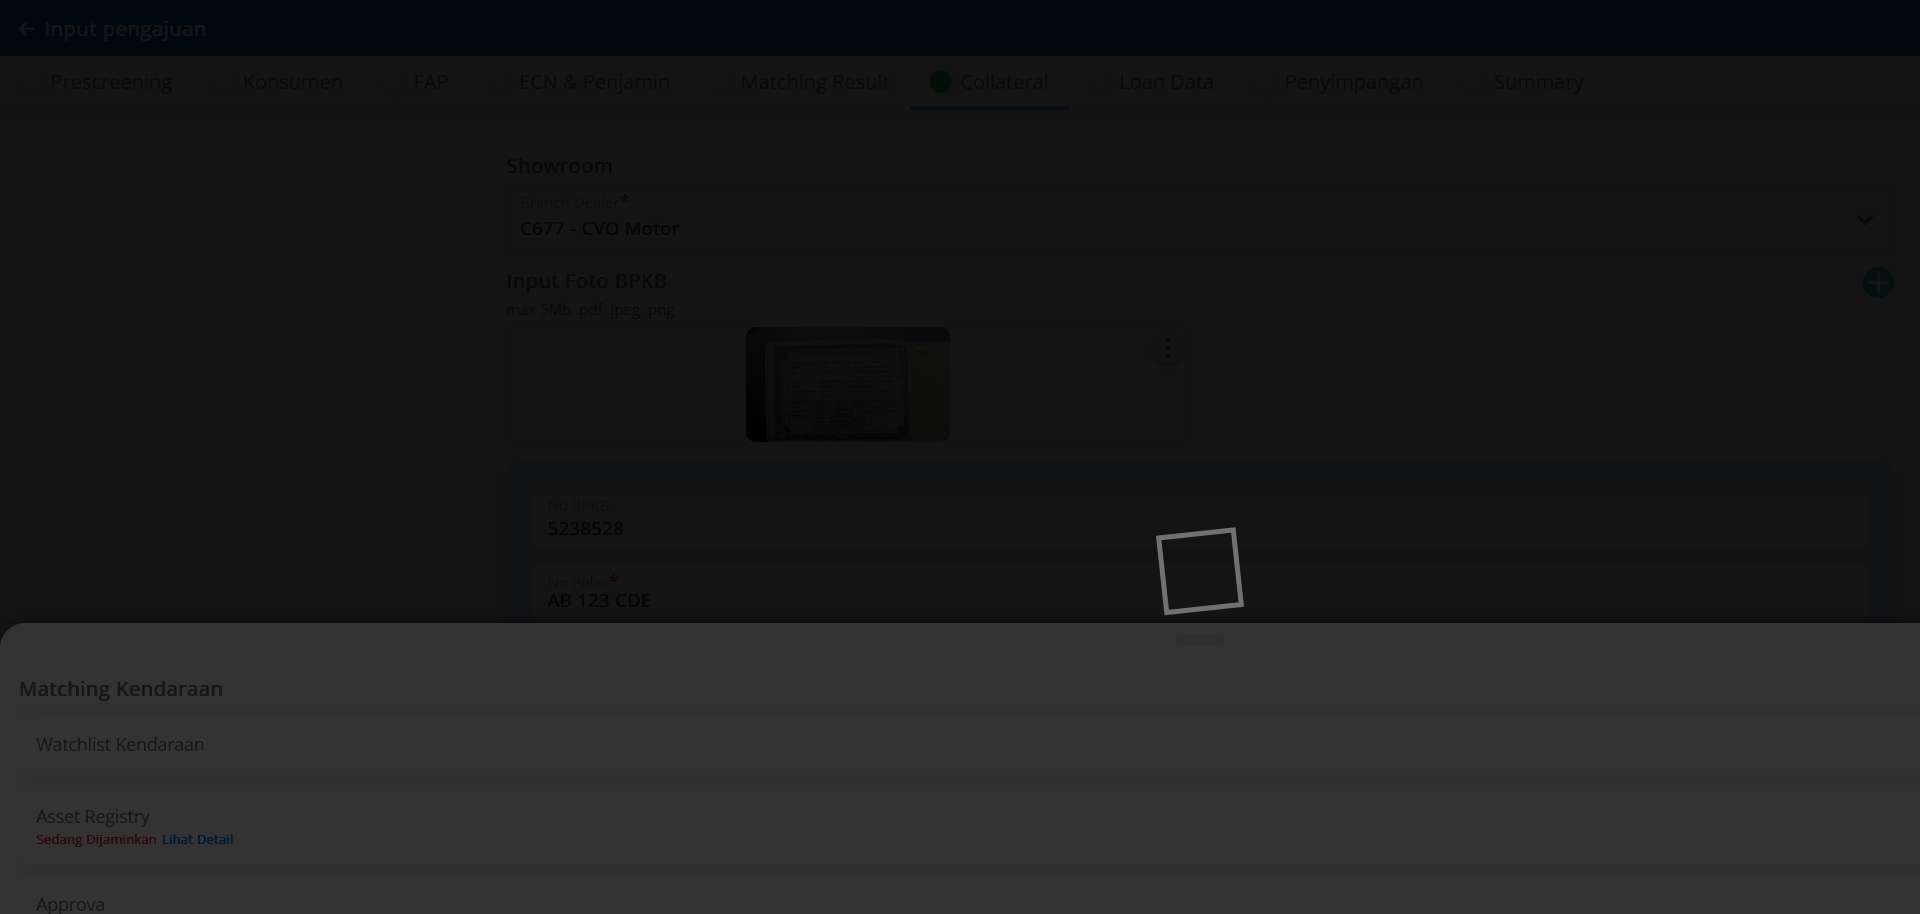 Input pengajuan
Prescreening
Konsumen
FAP
ECN & Penjamin
Matching Result
Collateral
Loan Data
Penyimpangan
Summary
Showroom
Branch Dealer*
C677 - CVO Motor
Input Foto BPKB
max 5Mb .pdf .jpeg .png
No BPKB
5238528
No Polisi*
AB 123 CDE
Matching Kendaraan
Watchlist Kendaraan
Asset Registry
Sedang Dijaminkan Lihat Detail
Approva